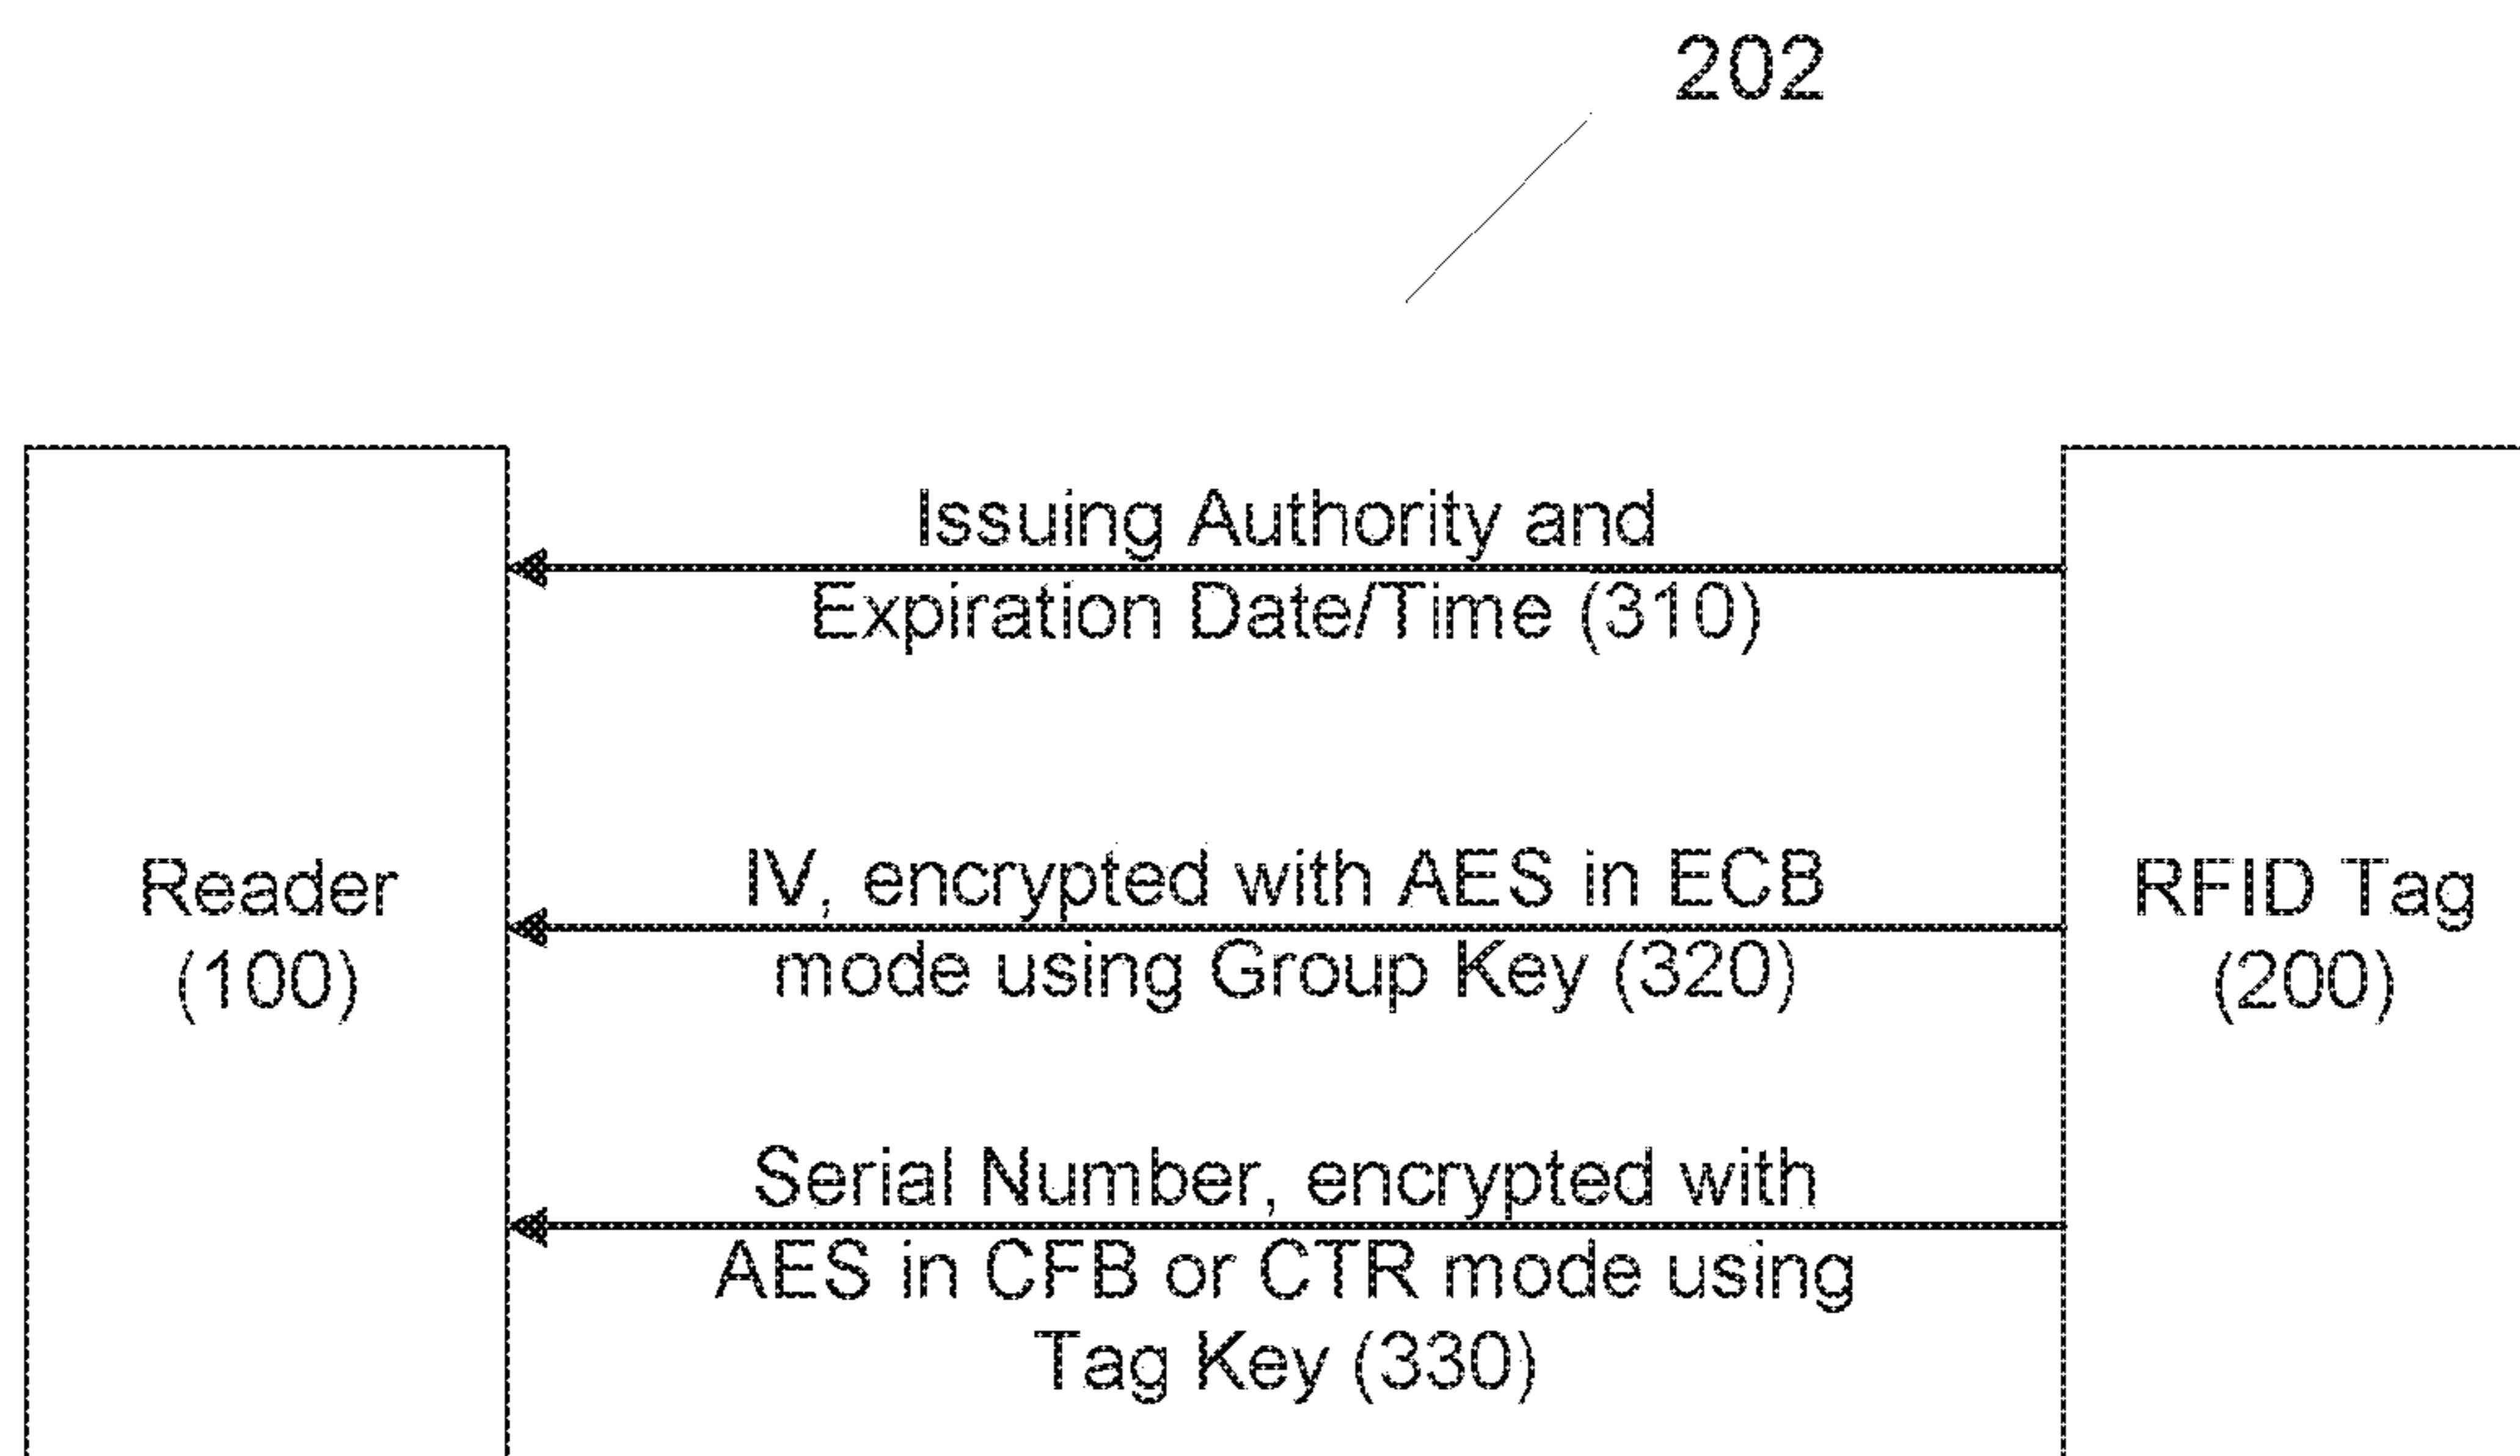 202
Issuing Authority and
Expiration Date/Time (310)
Reader
(100)
IV, encrypted with AES in ECB
mode using Group Key (320)
RFID Tag
(200)
Serial Number, encrypted with
AES in CFB or CTR mode using
Tag Key (330)